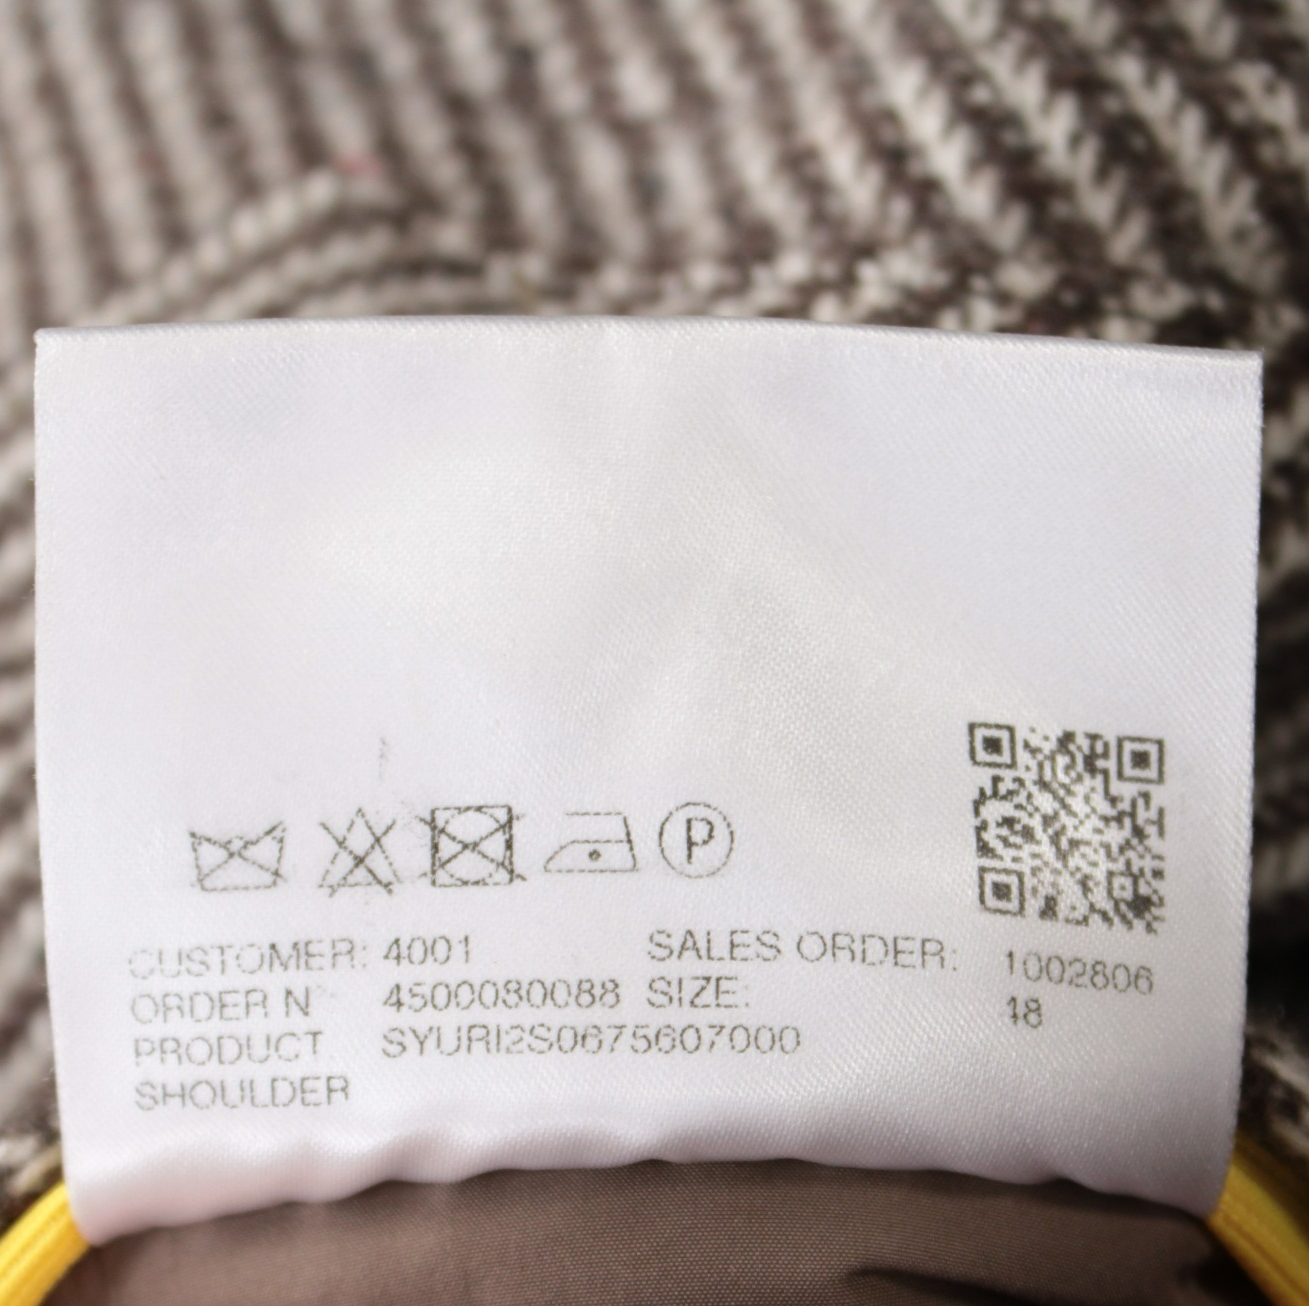 P
CUSTOMER: 4001 SALES ORDER: 1002806
ORDER N° 4500080088 SIZE: 48
PRODUCT SYURI2S0675607000
SHOULDER